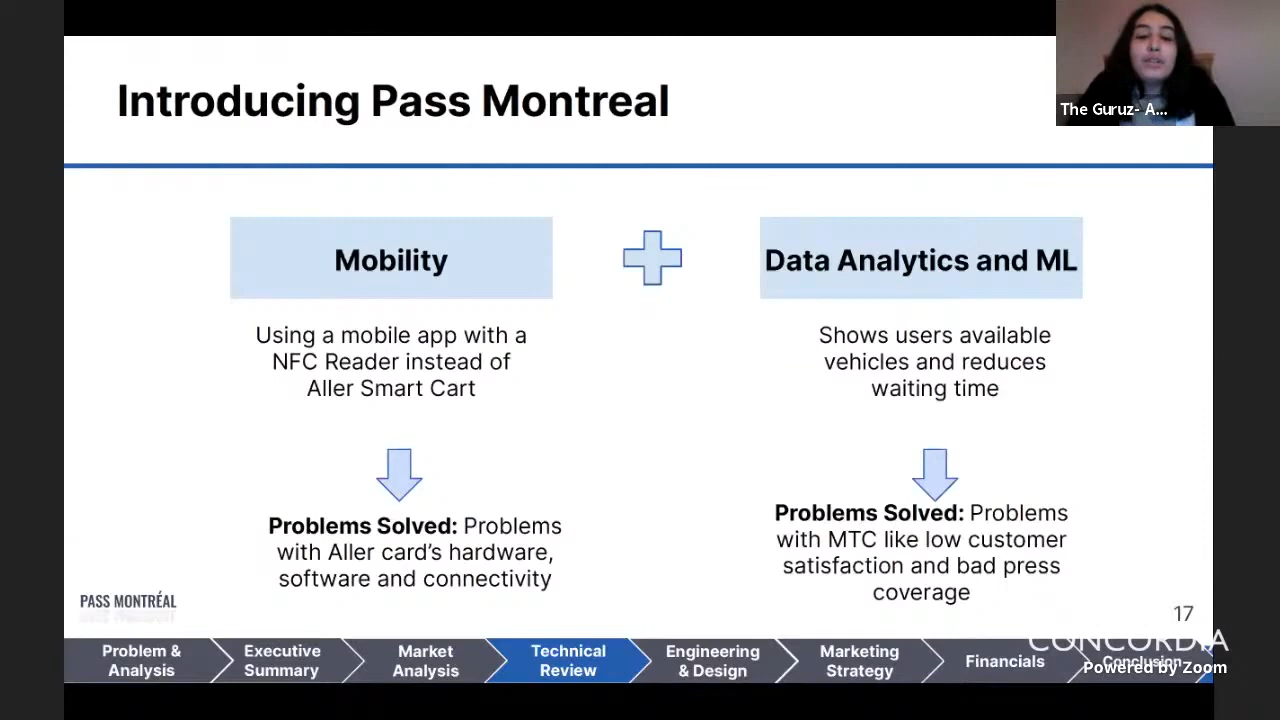 Introducing Pass Montreal
The Guruz- A...
Mobility
Data Analytics and ML
Using a mobile app with a
NFC Reader instead of
Aller Smart Cart
Shows users available
vehicles and reduces
waiting time
Problems Solved: Problems
with Aller card's hardware,
software and connectivity
Problems Solved: Problems
with MTC like low customer
satisfaction and bad press
coverage
PASS MONTRÉAL
17
Problem &
Analysis
Executive
Summary
Market
Analysis
Technical
Review
Engineering
& Design
Marketing
Strategy
Financials
Conclusion
CONCORDIA
Powered by Zoom